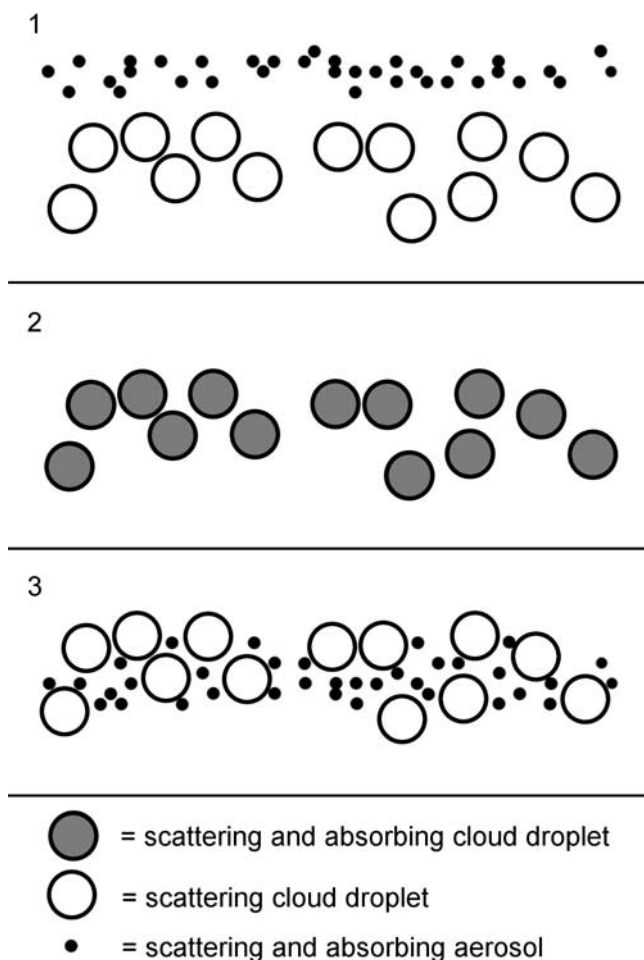 1
2
3
= scattering and absorbing cloud droplet
= scattering cloud droplet
= scattering and absorbing aerosol